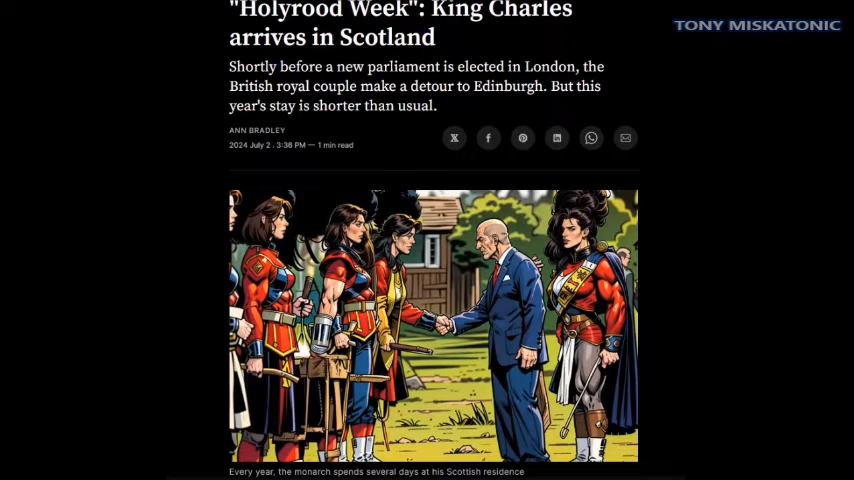 "Holyrood Week": King Charles
arrives in Scotland
TONY MISKATONIC
Shortly before a new parliament is elected in London, the
British royal couple make a detour to Edinburgh. But this
year's stay is shorter than usual.
ANN BRADLEY
2024 July 2 . 3:36 PM — 1 min read
Every year, the monarch spends several days at his Scottish residence